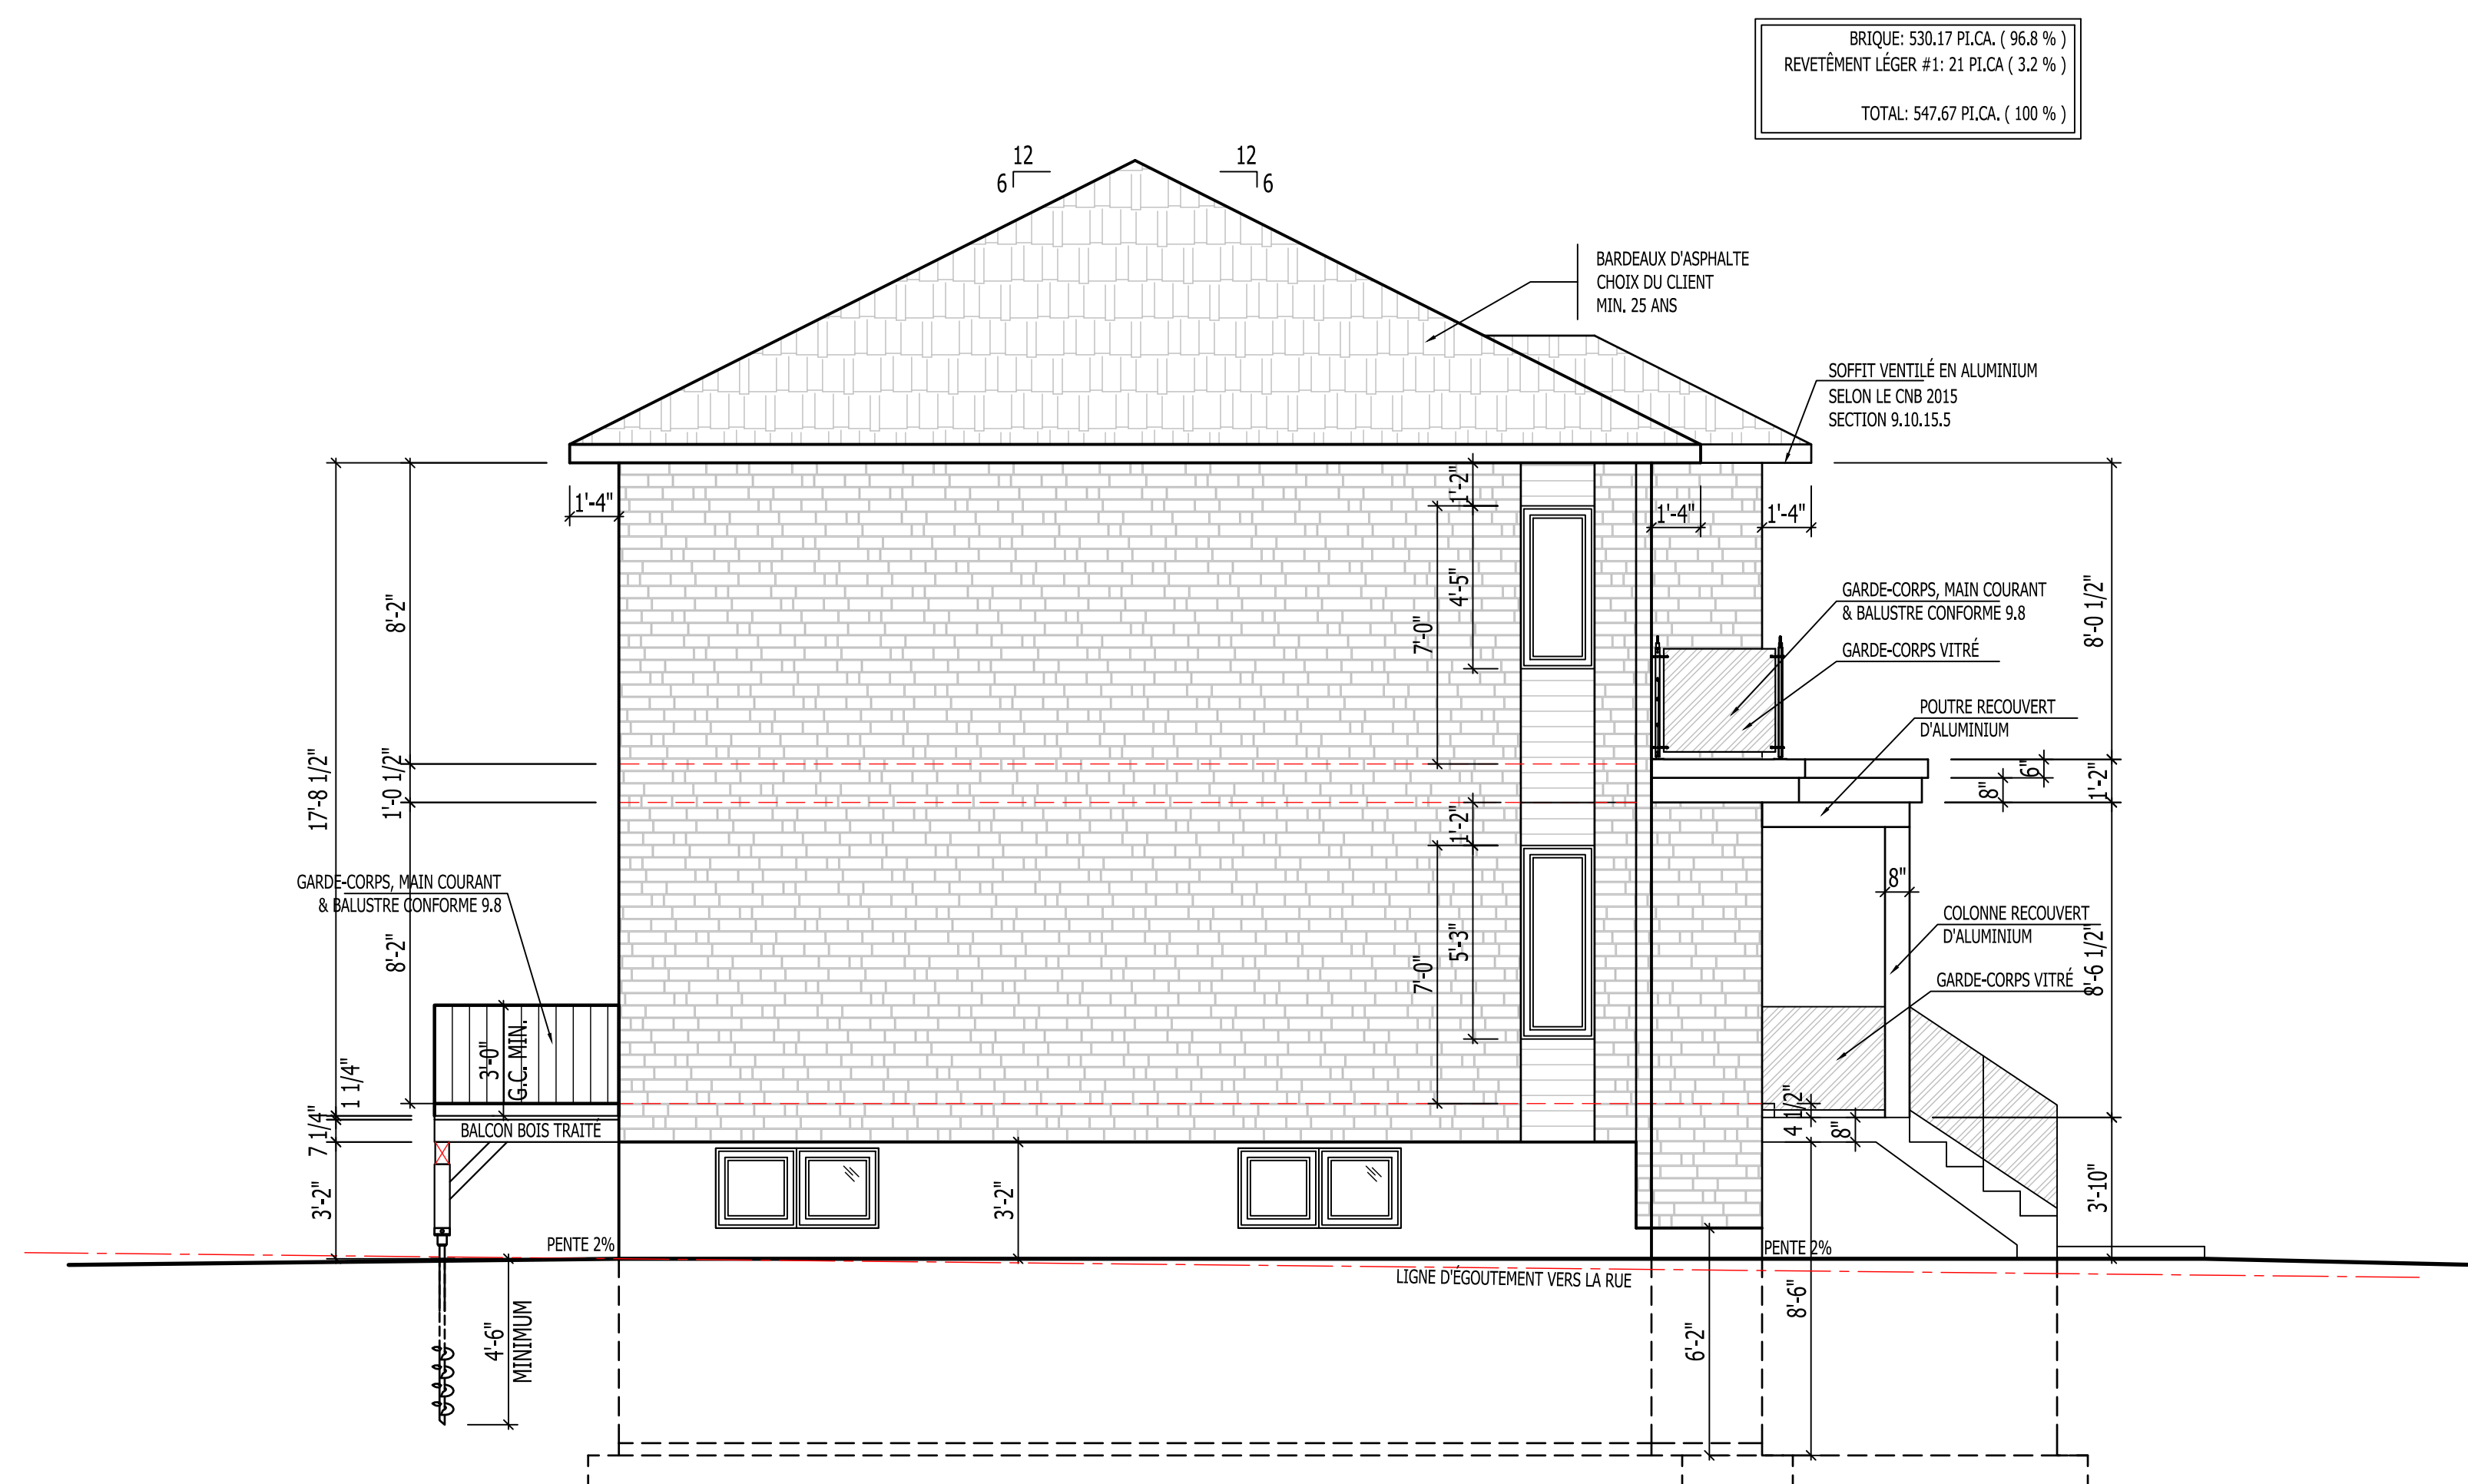 BRIQUE: 530.17 PI.CA. ( 96.8 % )
REVETÊMENT LÉGER #1: 21 PI.CA ( 3.2 % )
TOTAL: 547.67 PI.CA. ( 100 % )
12
6
12
6
BARDEAUX D'ASPHALTE
CHOIX DU CLIENT
MIN. 25 ANS
SOFFIT VENTILÉ EN ALUMINIUM
SELON LE CNB 2015
SECTION 9.10.15.5
1'-4"
1'-2"
1'-4"
1'-4"
8'-2"
4'-5"
7'-0"
8'-0 1/2"
GARDE-CORPS, MAIN COURANT
& BALUSTRE CONFORME 9.8
GARDE-CORPS VITRÉ
POUTRE RECOUVERT
D'ALUMINIUM
17'-8 1/2"
1'-0 1/2"
6"
8"
1'-2"
1'-2"
GARDE-CORPS, MAIN COURANT
& BALUSTRE CONFORME 9.8
8"
COLONNE RECOUVERT
D'ALUMINIUM
8'-2"
5'-3"
7'-0"
8'-6 1/2"
GARDE-CORPS VITRÉ
3'-0"
G.C. MIN.
1 1/4"
7 1/4"
BALCON BOIS TRAITÉ
4 1/2"
8"
3'-2"
3'-2"
3'-10"
PENTE 2%
PENTE 2%
LIGNE D'ÉGOUTEMENT VERS LA RUE
4'-6"
MINIMUM
6'-2"
8'-6"